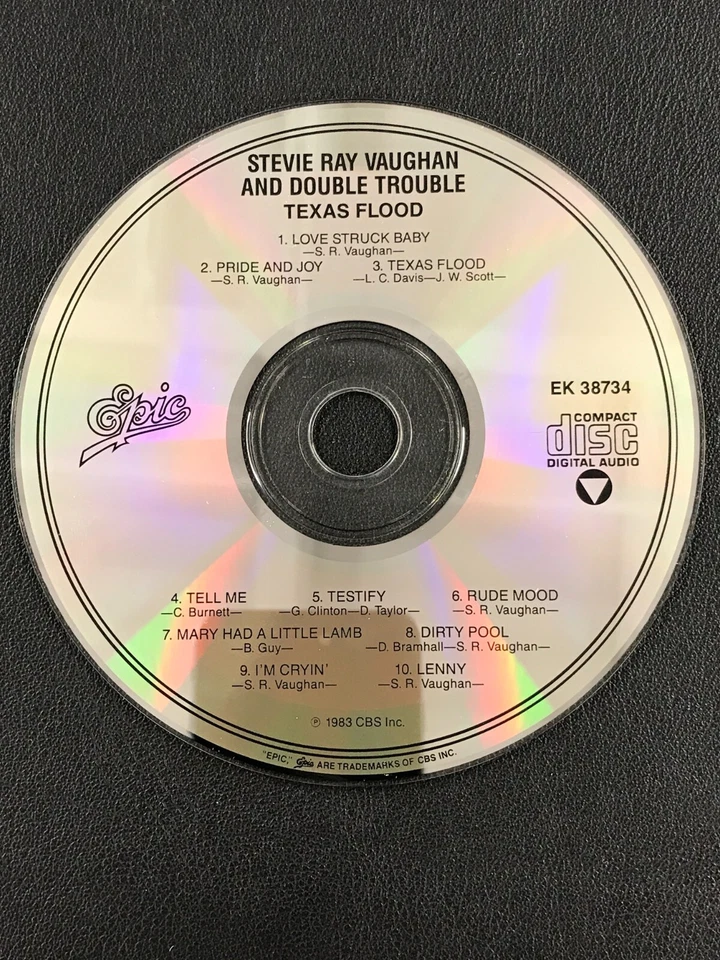 STEVIE RAY VAUGHAN
AND DOUBLE TROUBLE
TEXAS FLOOD
1. LOVE STRUCK BABY
—S. R. Vaughan—
2. PRIDE AND JOY 3. TEXAS FLOOD
—S. R. Vaughan— —L. C. Davis—J. W. Scott—
Epic
EK 38734
COMPACT
disc
DIGITAL AUDIO
4. TELL ME 5. TESTIFY 6. RUDE MOOD
—C. Burnett— —G. Clinton—D. Taylor— —S. R. Vaughan—
7. MARY HAD A LITTLE LAMB 8. DIRTY POOL
—B. Guy— —D. Bramhall—S. R. Vaughan—
9. I'M CRYIN' 10. LENNY
—S. R. Vaughan— —S. R. Vaughan—
℗ 1983 CBS Inc.
"EPIC," Epic ARE TRADEMARKS OF CBS INC.